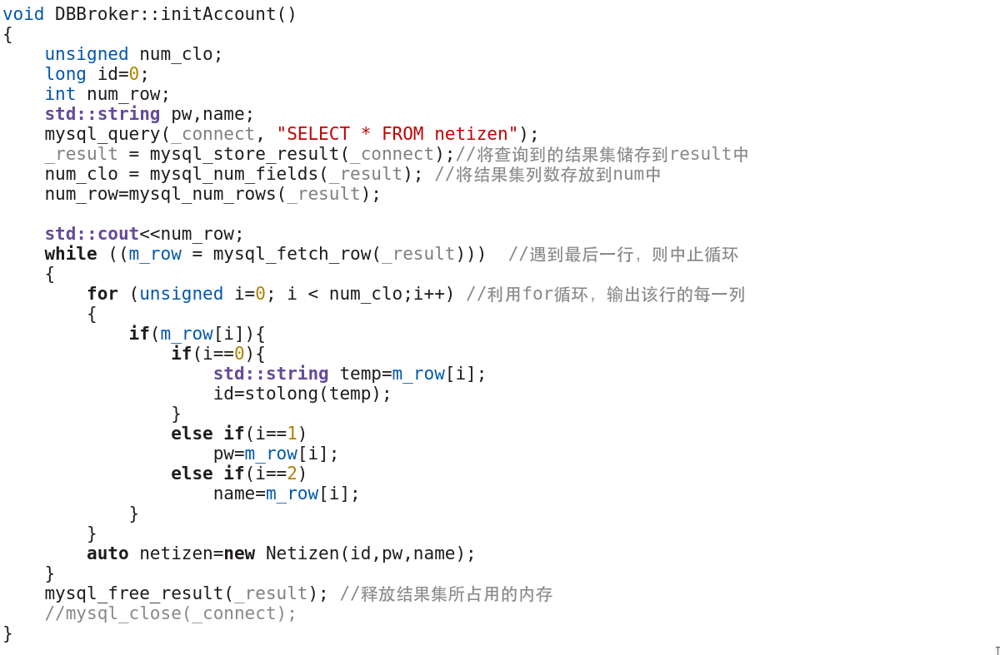 void DBBroker::initAccount()
{
    unsigned num_clo;
    long id=0;
    int num_row;
    std::string pw,name;
    mysql_query(_connect, "SELECT * FROM netizen");
    _result = mysql_store_result(_connect);//将查询到的结果集储存到result中
    num_clo = mysql_num_fields(_result); //将结果集列数存放到num中
    num_row=mysql_num_rows(_result);

    std::cout<<num_row;
    while ((m_row = mysql_fetch_row(_result)))  //遇到最后一行，则中止循环
    {
        for (unsigned i=0; i < num_clo;i++) //利用for循环，输出该行的每一列
        {
            if(m_row[i]){
                if(i==0){
                    std::string temp=m_row[i];
                    id=stolong(temp);
                }
                else if(i==1)
                    pw=m_row[i];
                else if(i==2)
                    name=m_row[i];
            }
        }
        auto netizen=new Netizen(id,pw,name);
    }
    mysql_free_result(_result); //释放结果集所占用的内存
    //mysql_close(_connect);
}